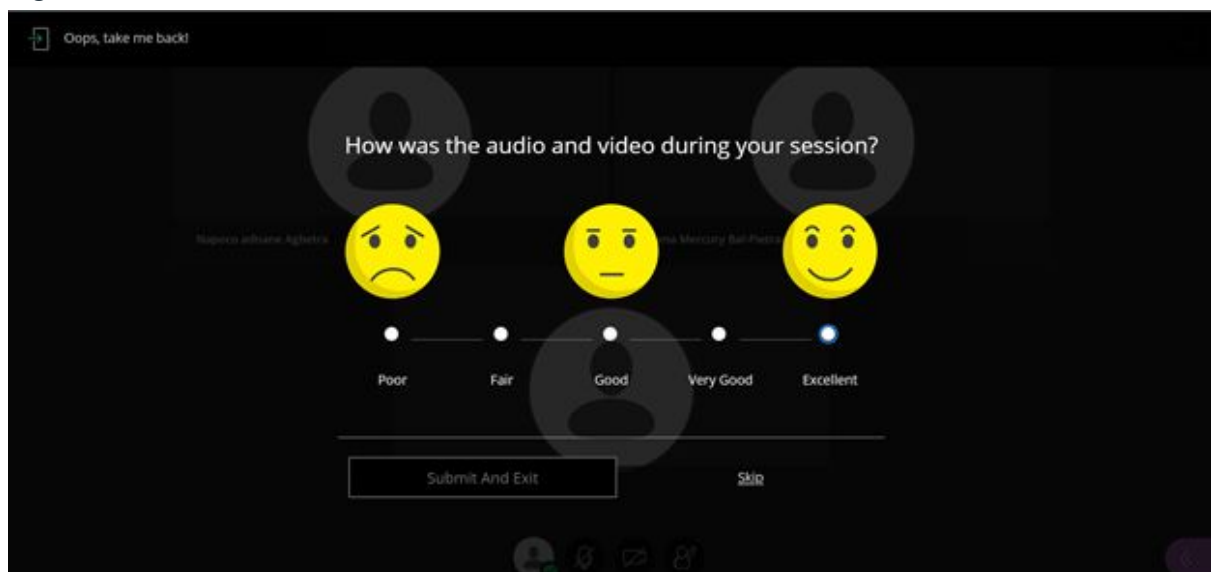 Oops, take me back!
How was the audio and video during your session?
Poor Fair Good Very Good Excellent
Submit And Exit Skip